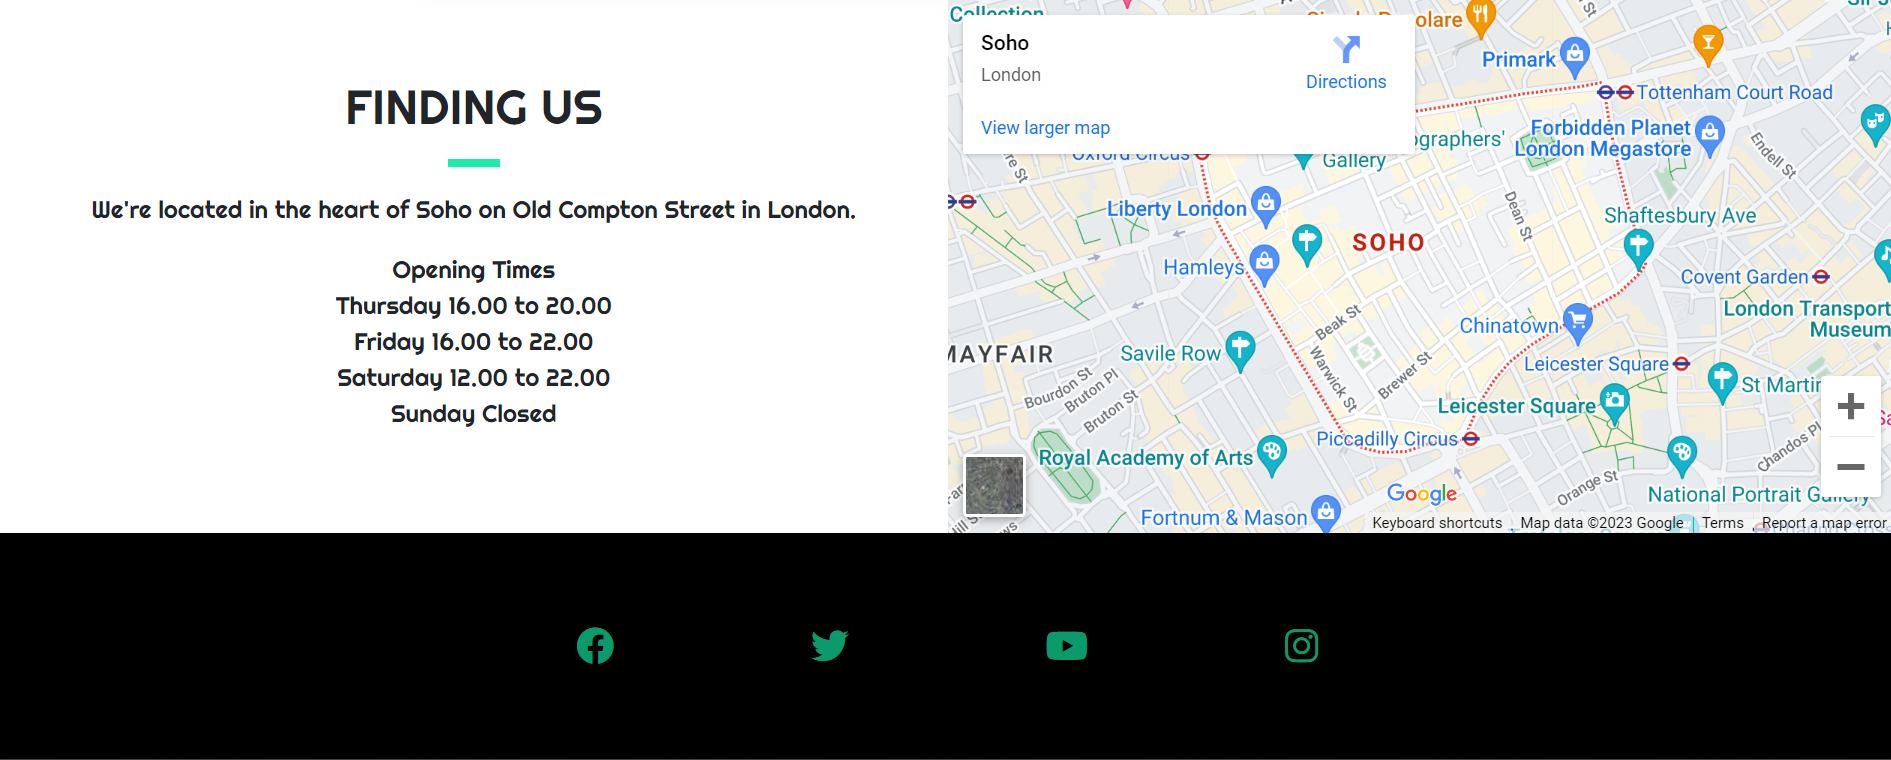 FINDING US
We're located in the heart of Soho on Old Compton Street in London.
Opening Times
Thursday 16.00 to 20.00
Friday 16.00 to 22.00
Saturday 12.00 to 22.00
Sunday Closed
Collection
Soho
London
Directions
View larger map
Primark
Tottenham Court Road
Forbidden Planet
London Megastore
Endell St
ographers'
Gallery
Oxford Circus
Liberty London
SOHO
Dean St
Shaftesbury Ave
Hamleys
Covent Garden
London Transport
Museum
Beak St
Chinatown
MAYFAIR
Savile Row
Warwick St
Brewer St
Leicester Square
Bourdon St
Bruton Pl
Bruton St
St Martin
Leicester Square
Piccadilly Circus
Chandos Pl
Royal Academy of Arts
Orange St
National Portrait Gallery
Google
Fortnum & Mason
Keyboard shortcuts
Map data ©2023 Google
Terms
Report a map error